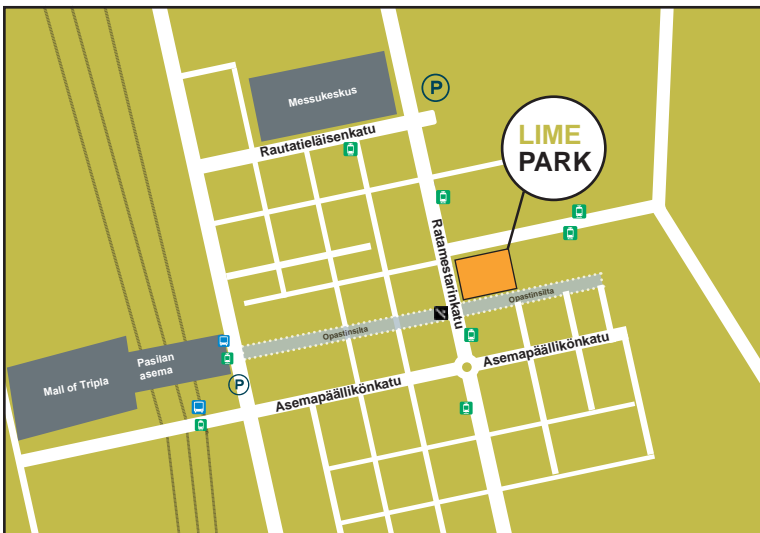 P
Messukeskus
Rautatieläisenkatu
LIME
PARK
Ratamestarinkatu
Opastinsilta
Opastinsilta
Pasilan
asema
Mall of Tripla
P
Asemapäällikönkatu
Asemapäällikönkatu